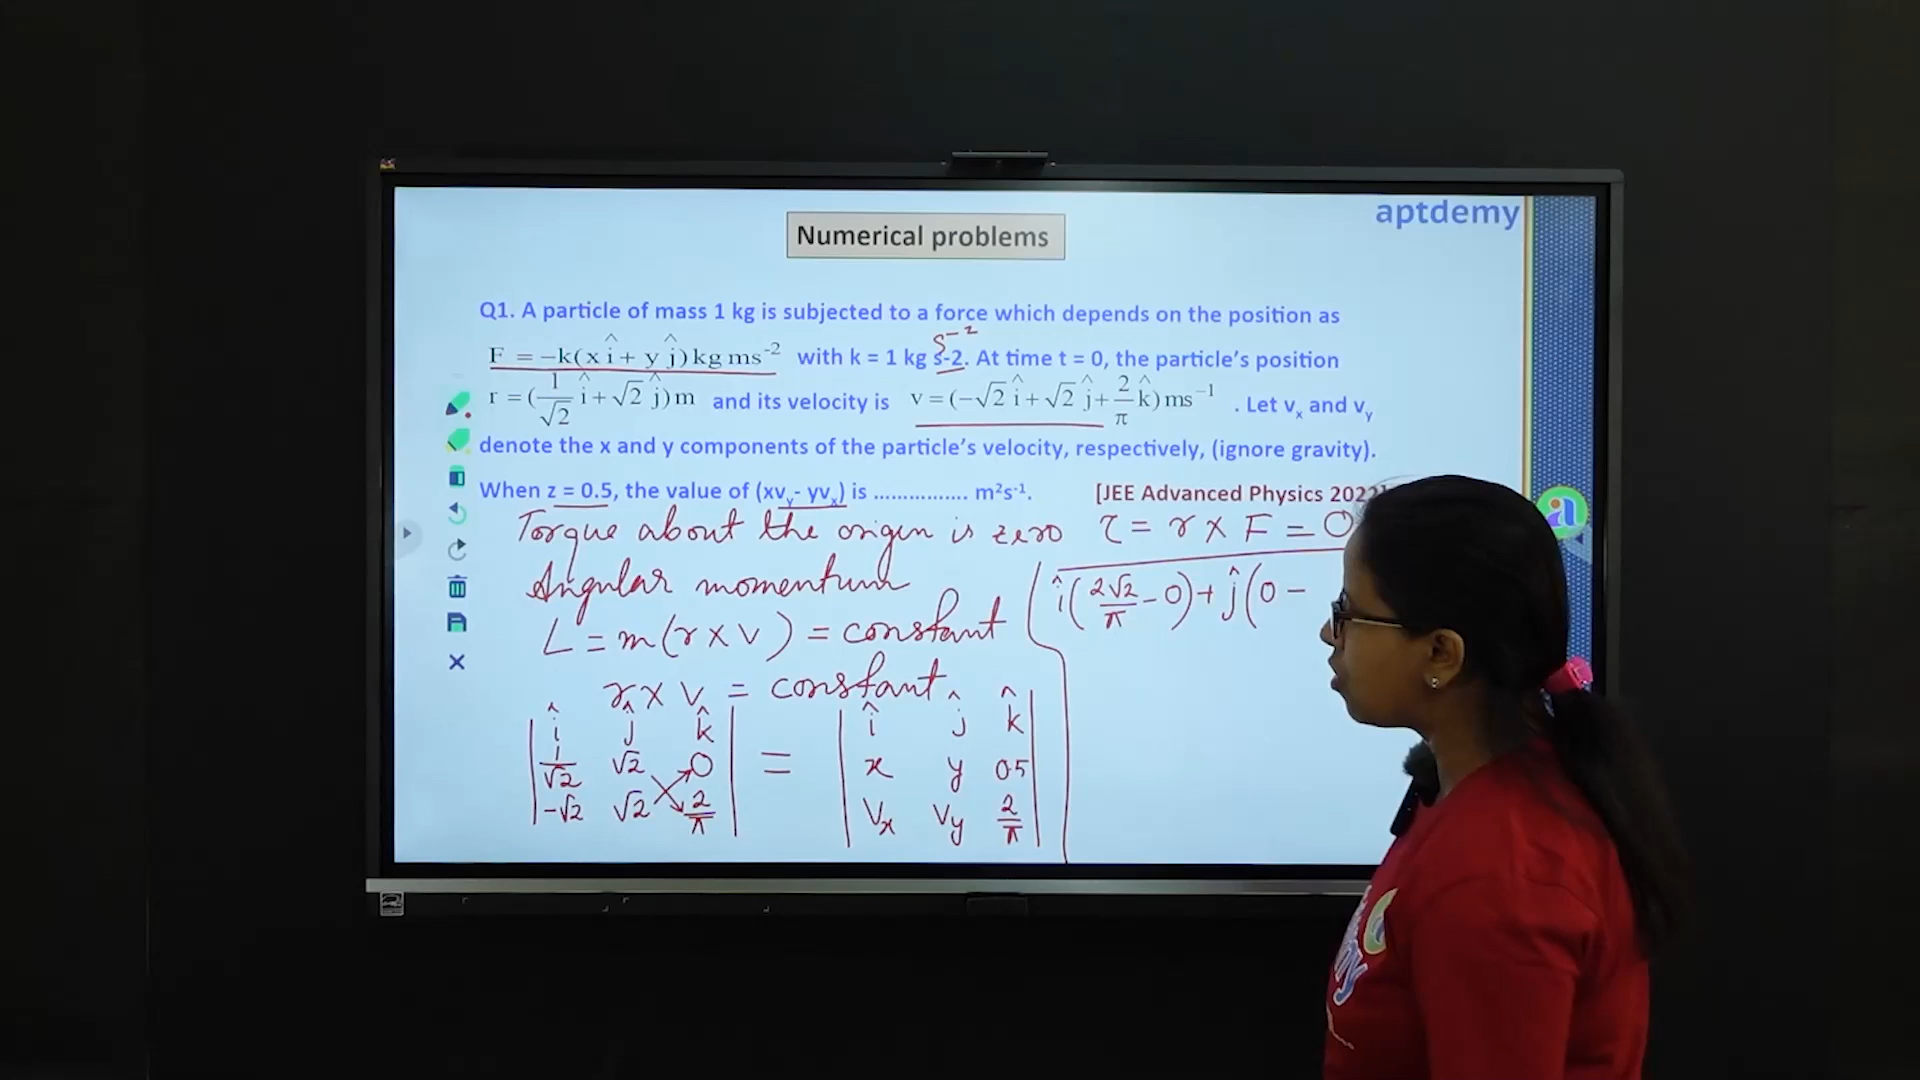 aptdemy
Numerical problems
Q1. A particle of mass 1 kg is subjected to a force which depends on the position as
F = −k(x î + y ĵ) kg ms⁻² with k = 1 kg s-2. At time t = 0, the particle's position
s⁻²
r = (1/√2 î + √2 ĵ) m and its velocity is v = (−√2 î + √2 ĵ + 2/π k̂) ms⁻¹ . Let vₓ and v_y
denote the x and y components of the particle's velocity, respectively, (ignore gravity).
When z = 0.5, the value of (xv_y - yvₓ) is ................ m²s⁻¹. [JEE Advanced Physics 2022]
Torque about the origin is zero τ = r × F = 0
Angular momentum
L = m(r × v) = constant
r × v = constant
î ĵ k̂
1/√2 √2 0
−√2 √2 2/π
=
î ĵ k̂
x y 0.5
Vx Vy 2/π
î(2√2/π − 0) + ĵ(0 −